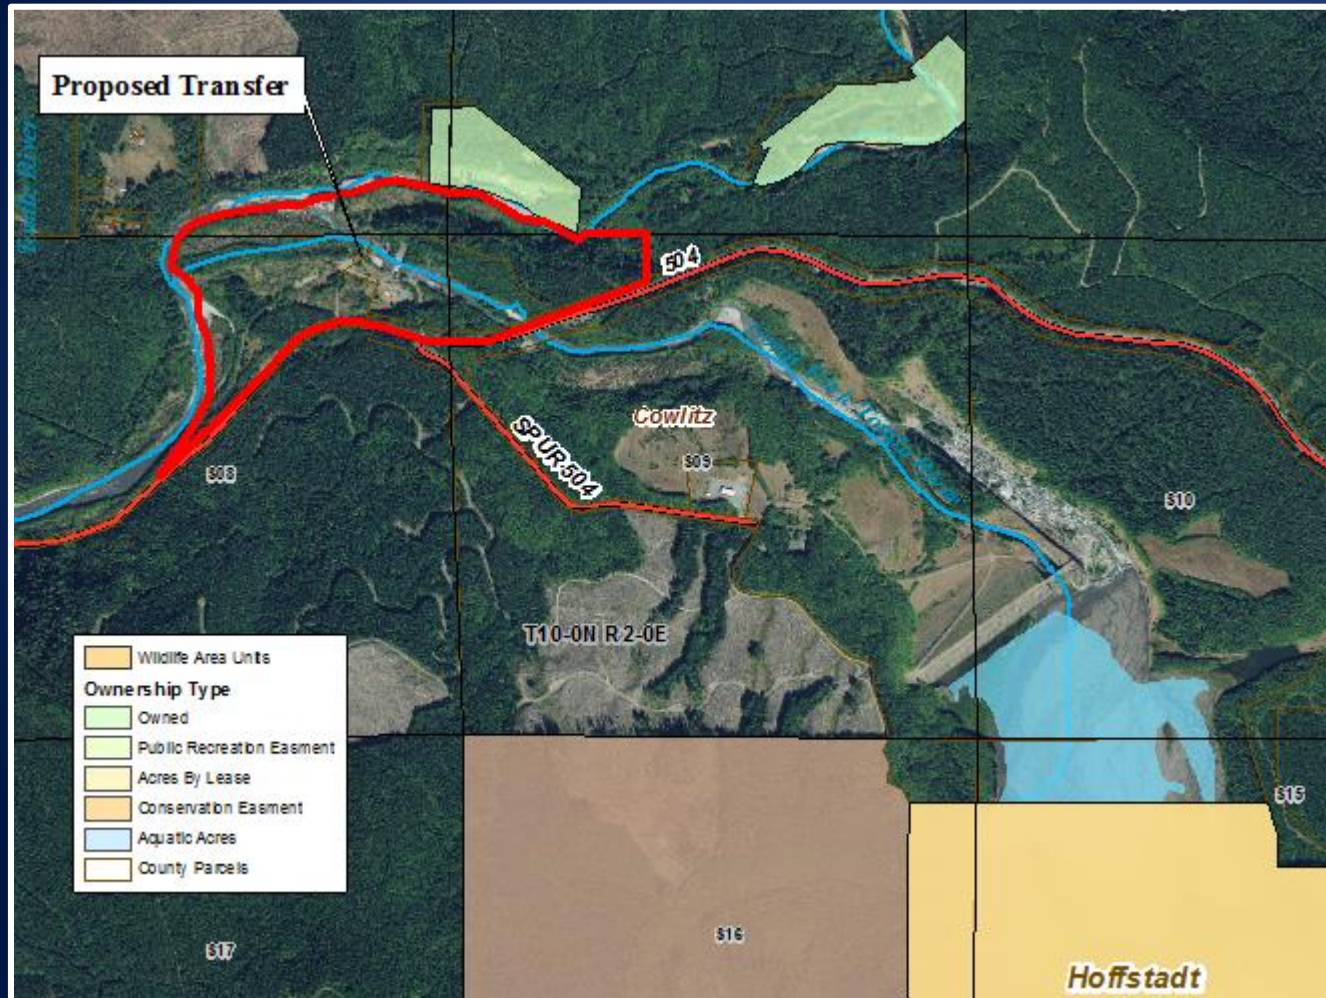 Proposed Transfer
504
SPUR 504
Cowlitz
S09
S08
S10
T10-0N R 2-0E
Wildlife Area Units
Ownership Type
Owned
Public Recreation Easment
Acres By Lease
Conservation Easment
Aquatic Acres
County Parcels
S15
S17
S16
Hoffstadt